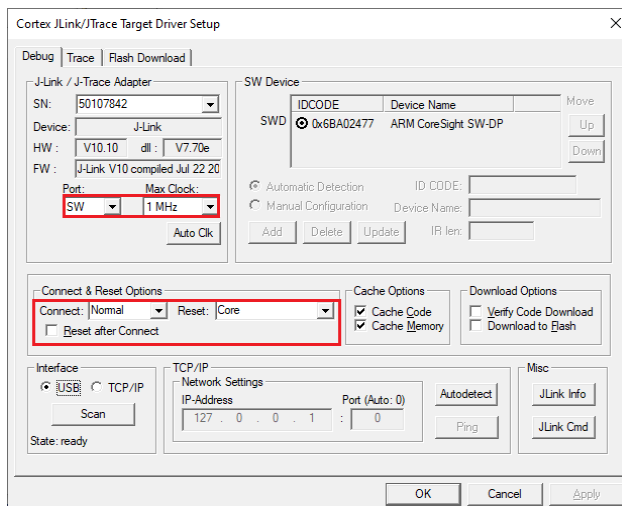 Cortex JLink/JTrace Target Driver Setup
Debug Trace Flash Download
J-Link / J-Trace Adapter
SN: 50107842
Device: J-Link
HW : V10.10 dll : V7.70e
FW : J-Link V10 compiled Jul 22 20
Port: Max Clock:
SW 1 MHz
Auto Clk
SW Device
IDCODE Device Name Move
SWD 0x6BA02477 ARM CoreSight SW-DP Up
Down
Automatic Detection ID CODE:
Manual Configuration Device Name:
Add Delete Update IR len:
Connect & Reset Options
Connect: Normal Reset: Core
Reset after Connect
Cache Options
Cache Code
Cache Memory
Download Options
Verify Code Download
Download to Flash
Interface
USB TCP/IP
Scan
State: ready
TCP/IP
Network Settings
IP-Address Port (Auto: 0)
127 . 0 . 0 . 1 : 0
Autodetect
Ping
Misc
JLink Info
JLink Cmd
OK Cancel Apply